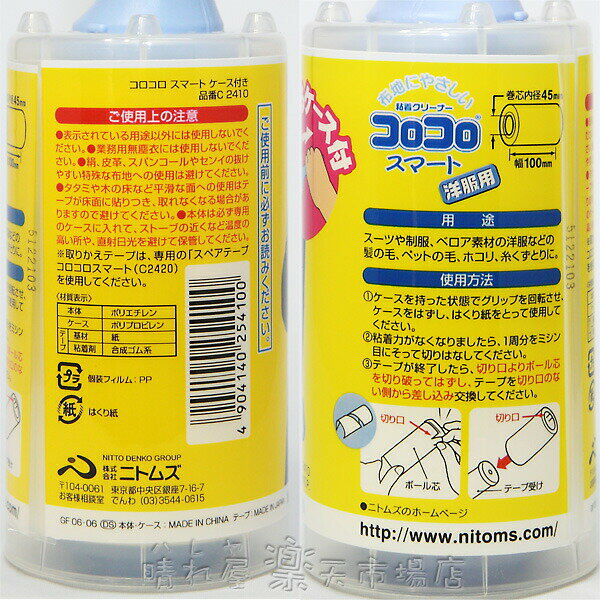 コロコロ スマート ケース付き
品番C 2410
ご使用上の注意
●表示されている用途以外には使用しないでく
ださい。●業務用無塵衣には使用しないでく
ださい。●絹、皮革、スパンコールやセンイの抜け
やすい特殊な布地への使用は避けてください。
●タタミや木の床など平滑な面への使用はテー
プが床面に貼りつき、取れなくなる場合があり
ますので避けてください。●本体は必ず専用
のケースに入れて、ストーブの近くなど温度の
高い所や、直射日光を避けて保管してください。
※取りかえテープは、専用の「スペアテープ
コロコロスマート(C2420)
を使用してください。
ご使用前に必ずお読みください。
〈材質表示〉
本体 ポリエチレン
ケース ポリプロピレン
テープ 基材 紙
粘着剤 合成ゴム系
プラ 個装フィルム:PP
紙 はくり紙
4904140254100
NITTO DENKO GROUP
株式会社 ニトムズ
〒104-0061 東京都中央区銀座7-16-7
お客様相談室 でんわ(03)3544-0615
GF 06・06 DS 本体・ケース:MADE IN CHINA テープ:MADE IN JAPAN
布地にやさしい
粘着クリーナー
コロコロ®
スマート
洋服用
ケース付
巻芯内径45mm
幅100mm
5122103
用途
スーツや制服、ベロア素材の洋服などの
髪の毛、ペットの毛、ホコリ、糸くずとりに。
使用方法
①ケースを持った状態でグリップを回転させ、
ケースをはずし、はくり紙をとって使用し
てください。
②粘着力がなくなりましたら、1周分をミシン
目にそって切りはなしてください。
③テープが終了したら、切り口よりボール芯
を切り破ってはずし、テープを切り口のな
い側から差し込み交換してください。
切り口
ボール芯
切り口
テープ受け
●ニトムズのホームページ
http://www.nitoms.com/
晴れ屋 楽天市場店